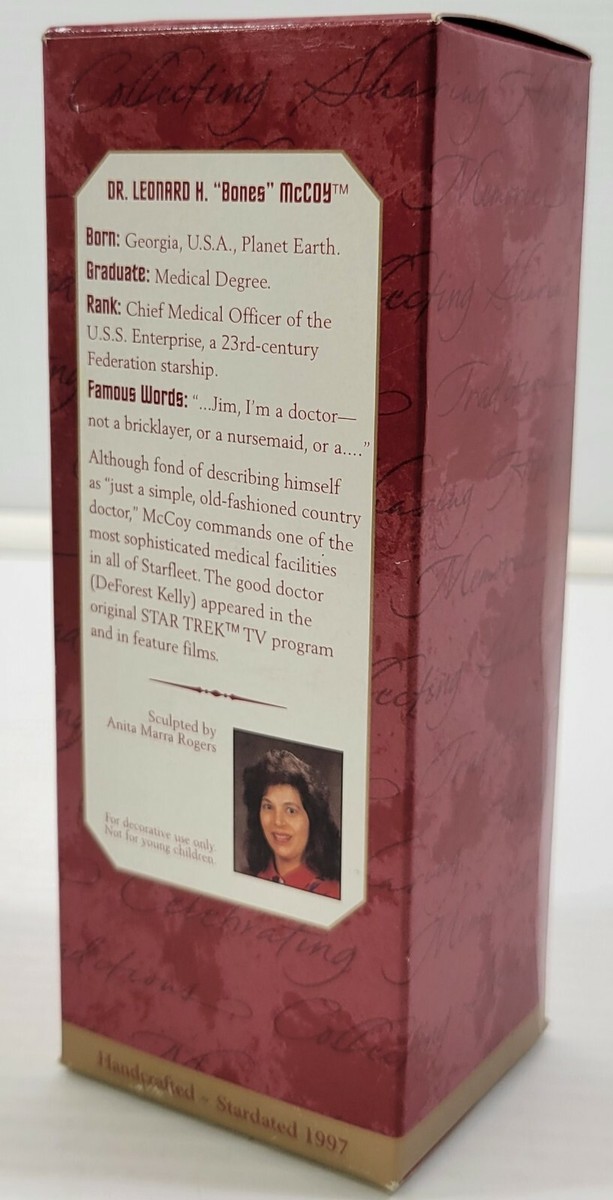 Collecting Sharing
DR. LEONARD H. "Bones" McCOY™
Born: Georgia, U.S.A., Planet Earth.
Graduate: Medical Degree.
Rank: Chief Medical Officer of the
U.S.S. Enterprise, a 23rd-century
Federation starship.
Famous Words: "...Jim, I'm a doctor—
not a bricklayer, or a nursemaid, or a...."
Although fond of describing himself
as "just a simple, old-fashioned country
doctor," McCoy commands one of the
most sophisticated medical facilities
in all of Starfleet. The good doctor
(DeForest Kelly) appeared in the
original STAR TREK™ TV program
and in feature films.
Sculpted by
Anita Marra Rogers
For decorative use only.
Not for young children.
Celebrating
Handcrafted ~ Stardated 1997